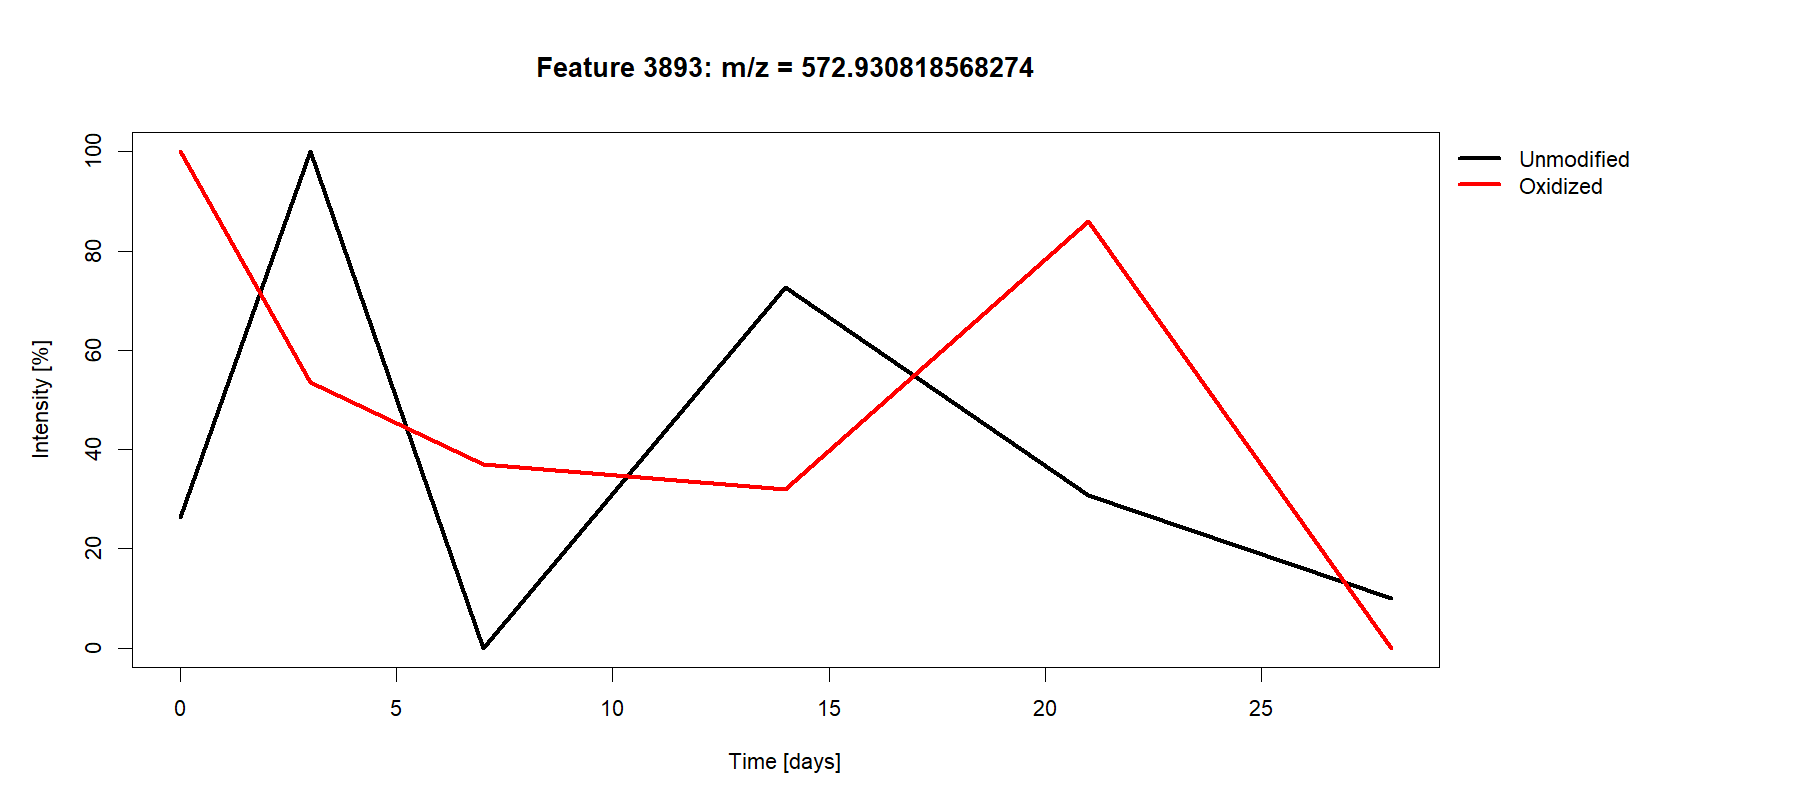 Feature 3893: m/z = 572.930818568274
Unmodified
Oxidized
Intensity [%]
100
80
60
40
20
0
0 5 10 15 20 25
Time [days]